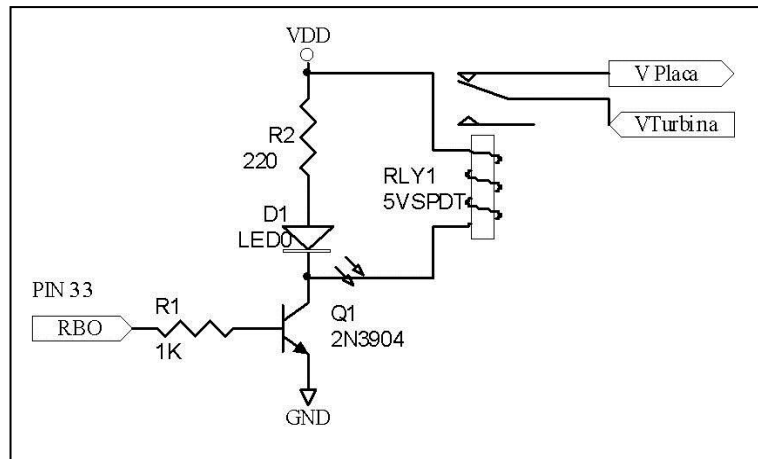 VDD
V Placa
VTurbina
R2
220
RLY1
5VSPDT
D1
LED0
PIN 33
RBO
R1
1K
Q1
2N3904
GND